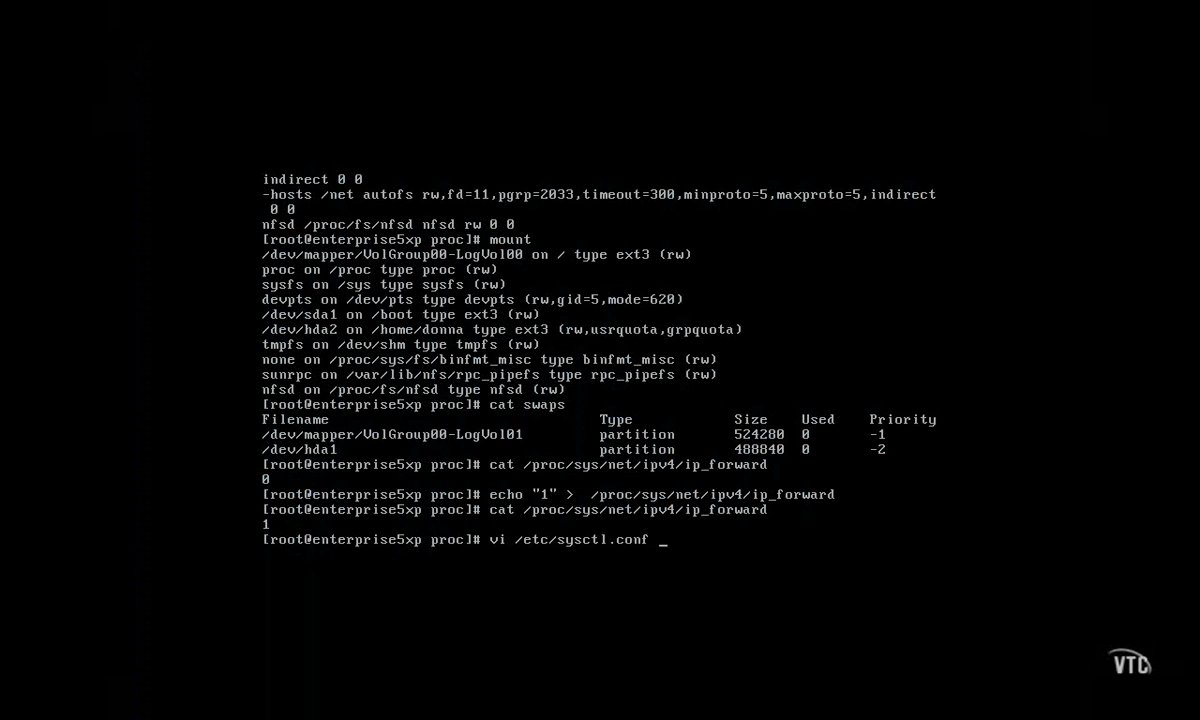 indirect 0 0
-hosts /net autofs rw,fd=11,pgrp=2033,timeout=300,minproto=5,maxproto=5,indirect
 0 0
nfsd /proc/fs/nfsd nfsd rw 0 0
[root@enterprise5xp proc]# mount
/dev/mapper/VolGroup00-LogVol00 on / type ext3 (rw)
proc on /proc type proc (rw)
sysfs on /sys type sysfs (rw)
devpts on /dev/pts type devpts (rw,gid=5,mode=620)
/dev/sda1 on /boot type ext3 (rw)
/dev/hda2 on /home/donna type ext3 (rw,usrquota,grpquota)
tmpfs on /dev/shm type tmpfs (rw)
none on /proc/sys/fs/binfmt_misc type binfmt_misc (rw)
sunrpc on /var/lib/nfs/rpc_pipefs type rpc_pipefs (rw)
nfsd on /proc/fs/nfsd type nfsd (rw)
[root@enterprise5xp proc]# cat swaps
Filename Type Size Used Priority
/dev/mapper/VolGroup00-LogVol01 partition 524280 0 -1
/dev/hda1 partition 488840 0 -2
[root@enterprise5xp proc]# cat /proc/sys/net/ipv4/ip_forward
0
[root@enterprise5xp proc]# echo "1" >  /proc/sys/net/ipv4/ip_forward
[root@enterprise5xp proc]# cat /proc/sys/net/ipv4/ip_forward
1
[root@enterprise5xp proc]# vi /etc/sysctl.conf _
VTC